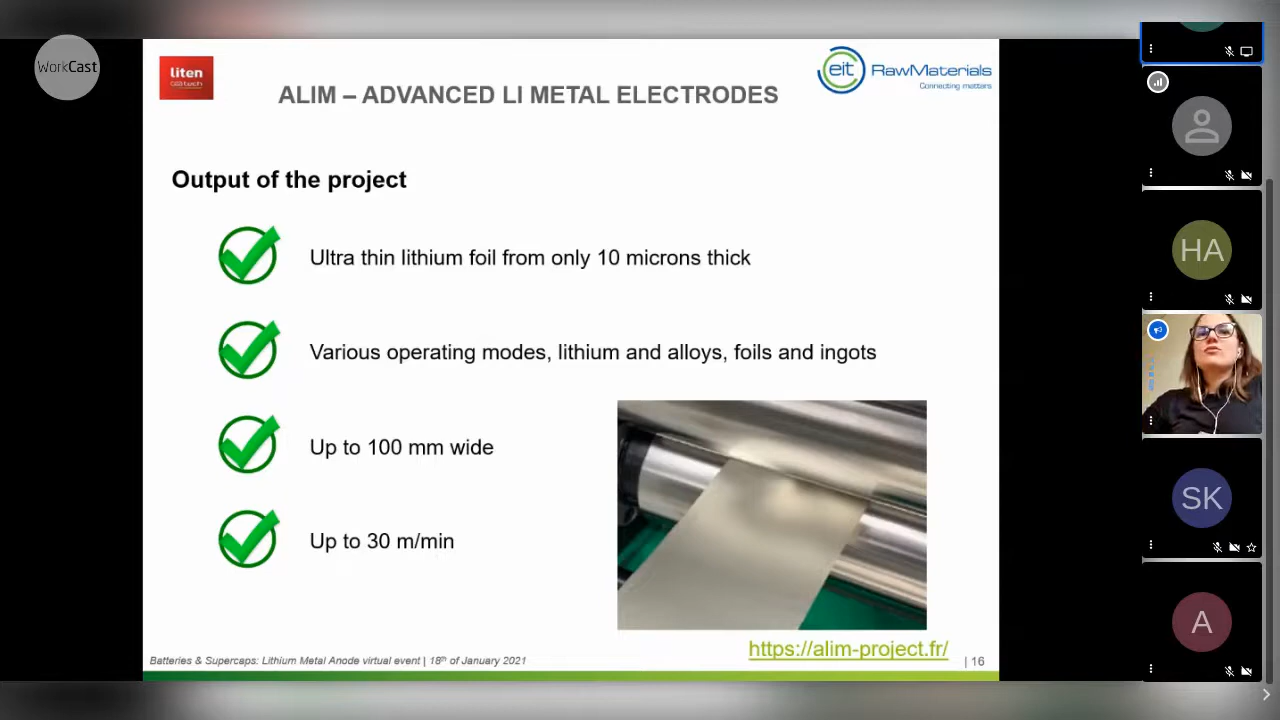 WorkCast
liten
ALIM – ADVANCED LI METAL ELECTRODES
eit RawMaterials
Connecting matters
Output of the project
Ultra thin lithium foil from only 10 microns thick
Various operating modes, lithium and alloys, foils and ingots
Up to 100 mm wide
Up to 30 m/min
https://alim-project.fr/
Batteries & Supercaps: Lithium Metal Anode virtual event | 18th of January 2021
| 16
HA
SK
A